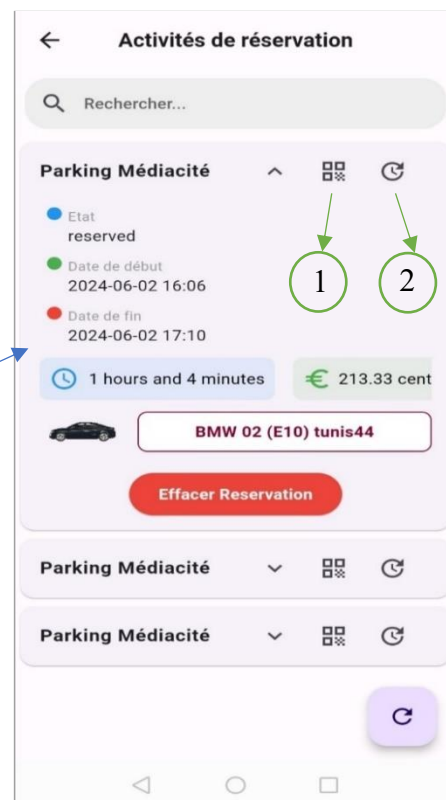 Activités de réservation
Rechercher...
Parking Médiacité
Etat
reserved
Date de début
2024-06-02 16:06
Date de fin
2024-06-02 17:10
1
2
1 hours and 4 minutes
213.33 cent
BMW 02 (E10) tunis44
Effacer Reservation
Parking Médiacité
Parking Médiacité